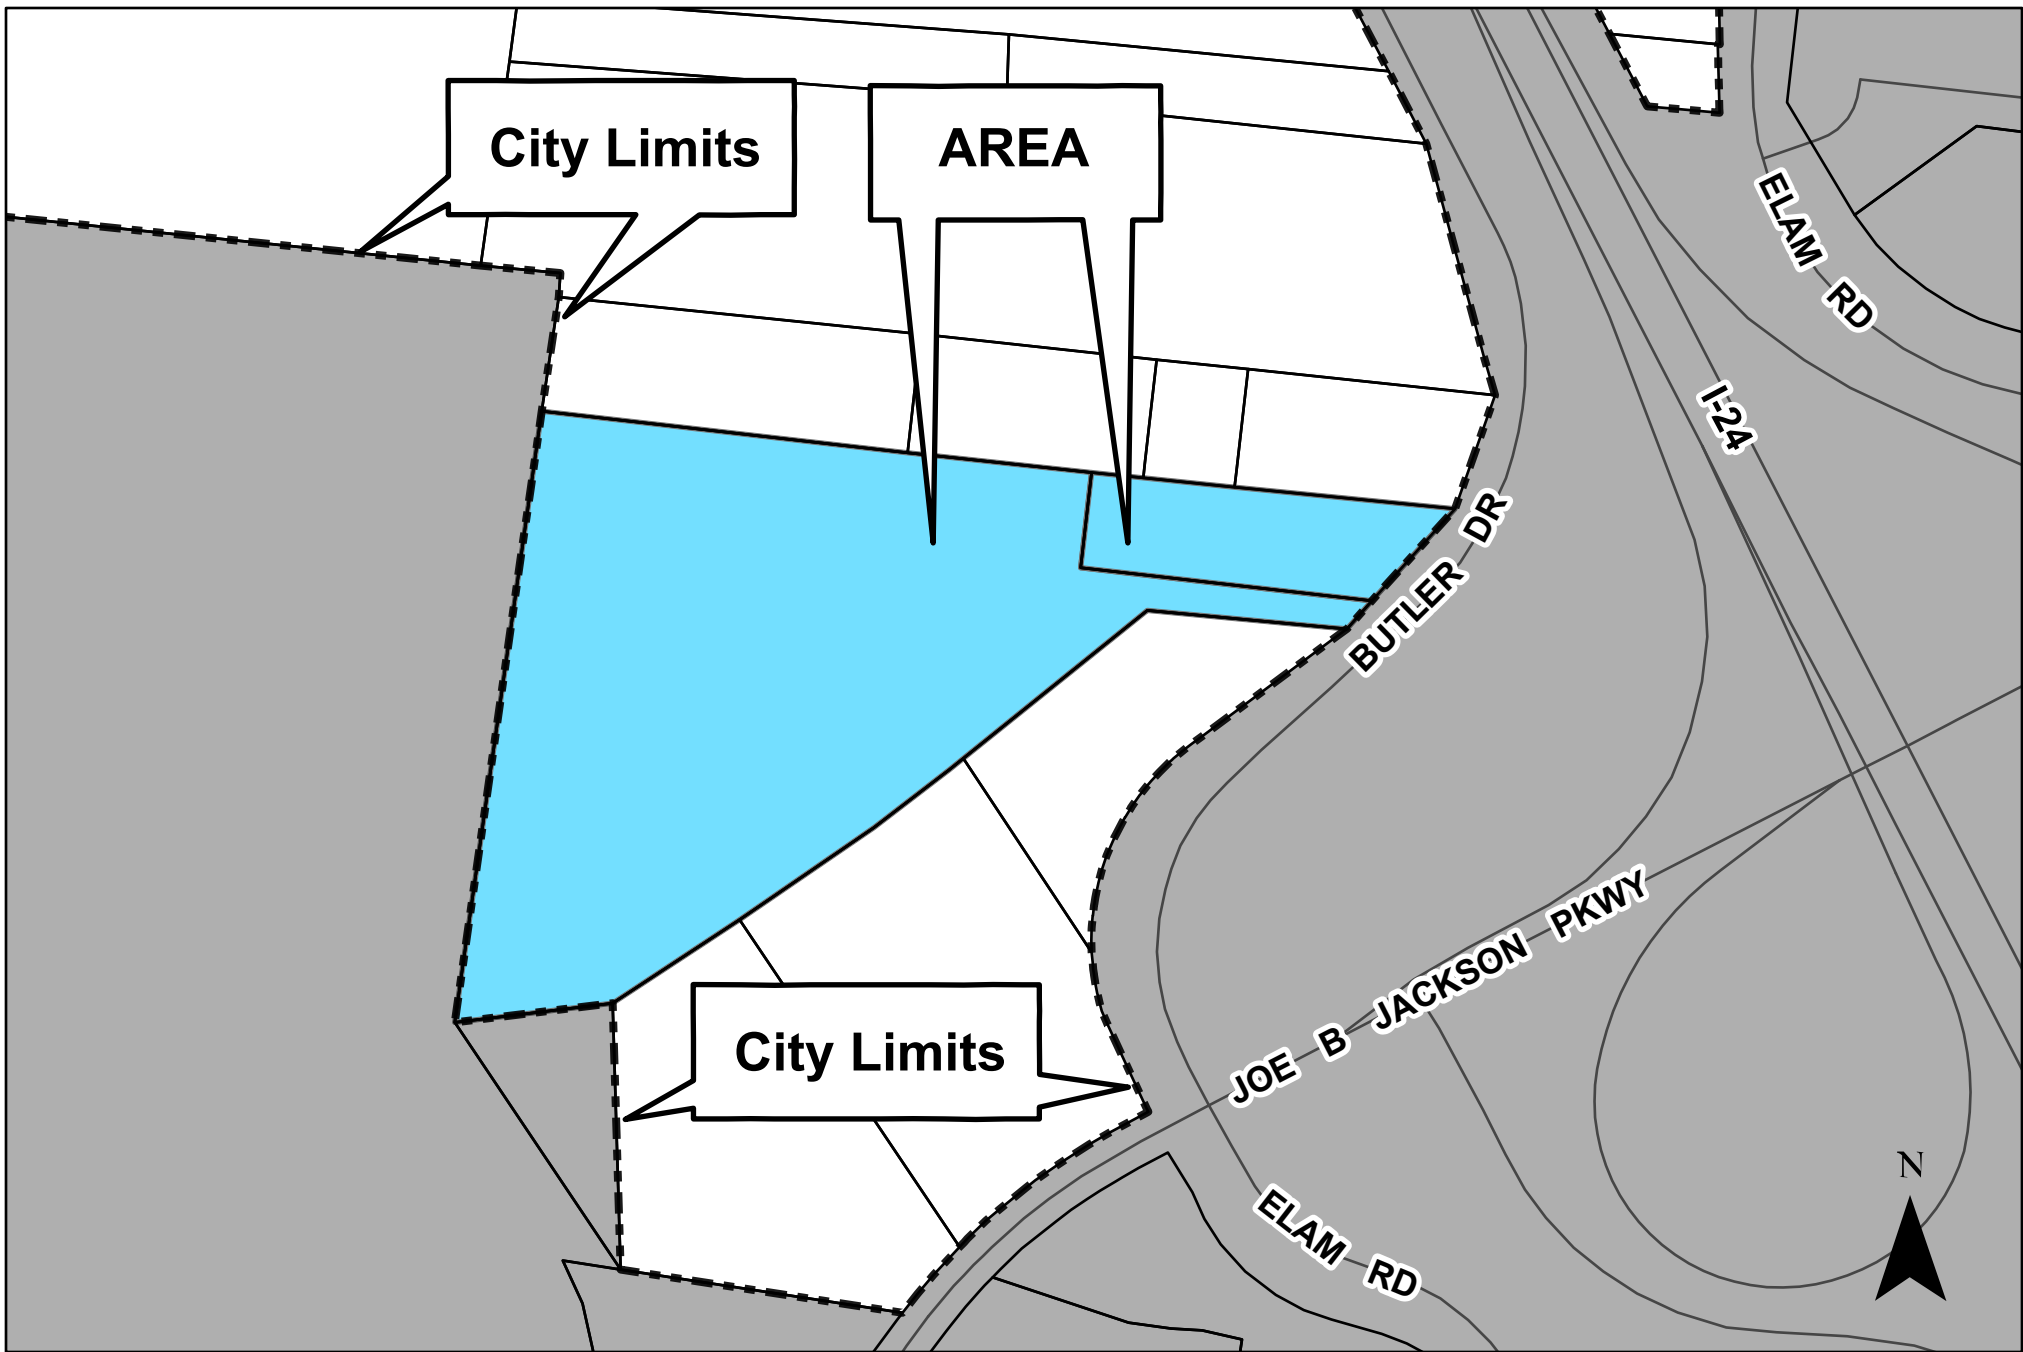 City Limits
AREA
ELAM RD
I-24
BUTLER DR
JOE B JACKSON PKWY
City Limits
ELAM RD
N